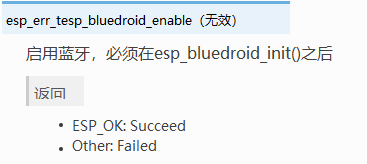 esp_err_tesp_bluedroid_enable（无效）
启用蓝牙，必须在esp_bluedroid_init()之后
返回
• ESP_OK: Succeed
• Other: Failed